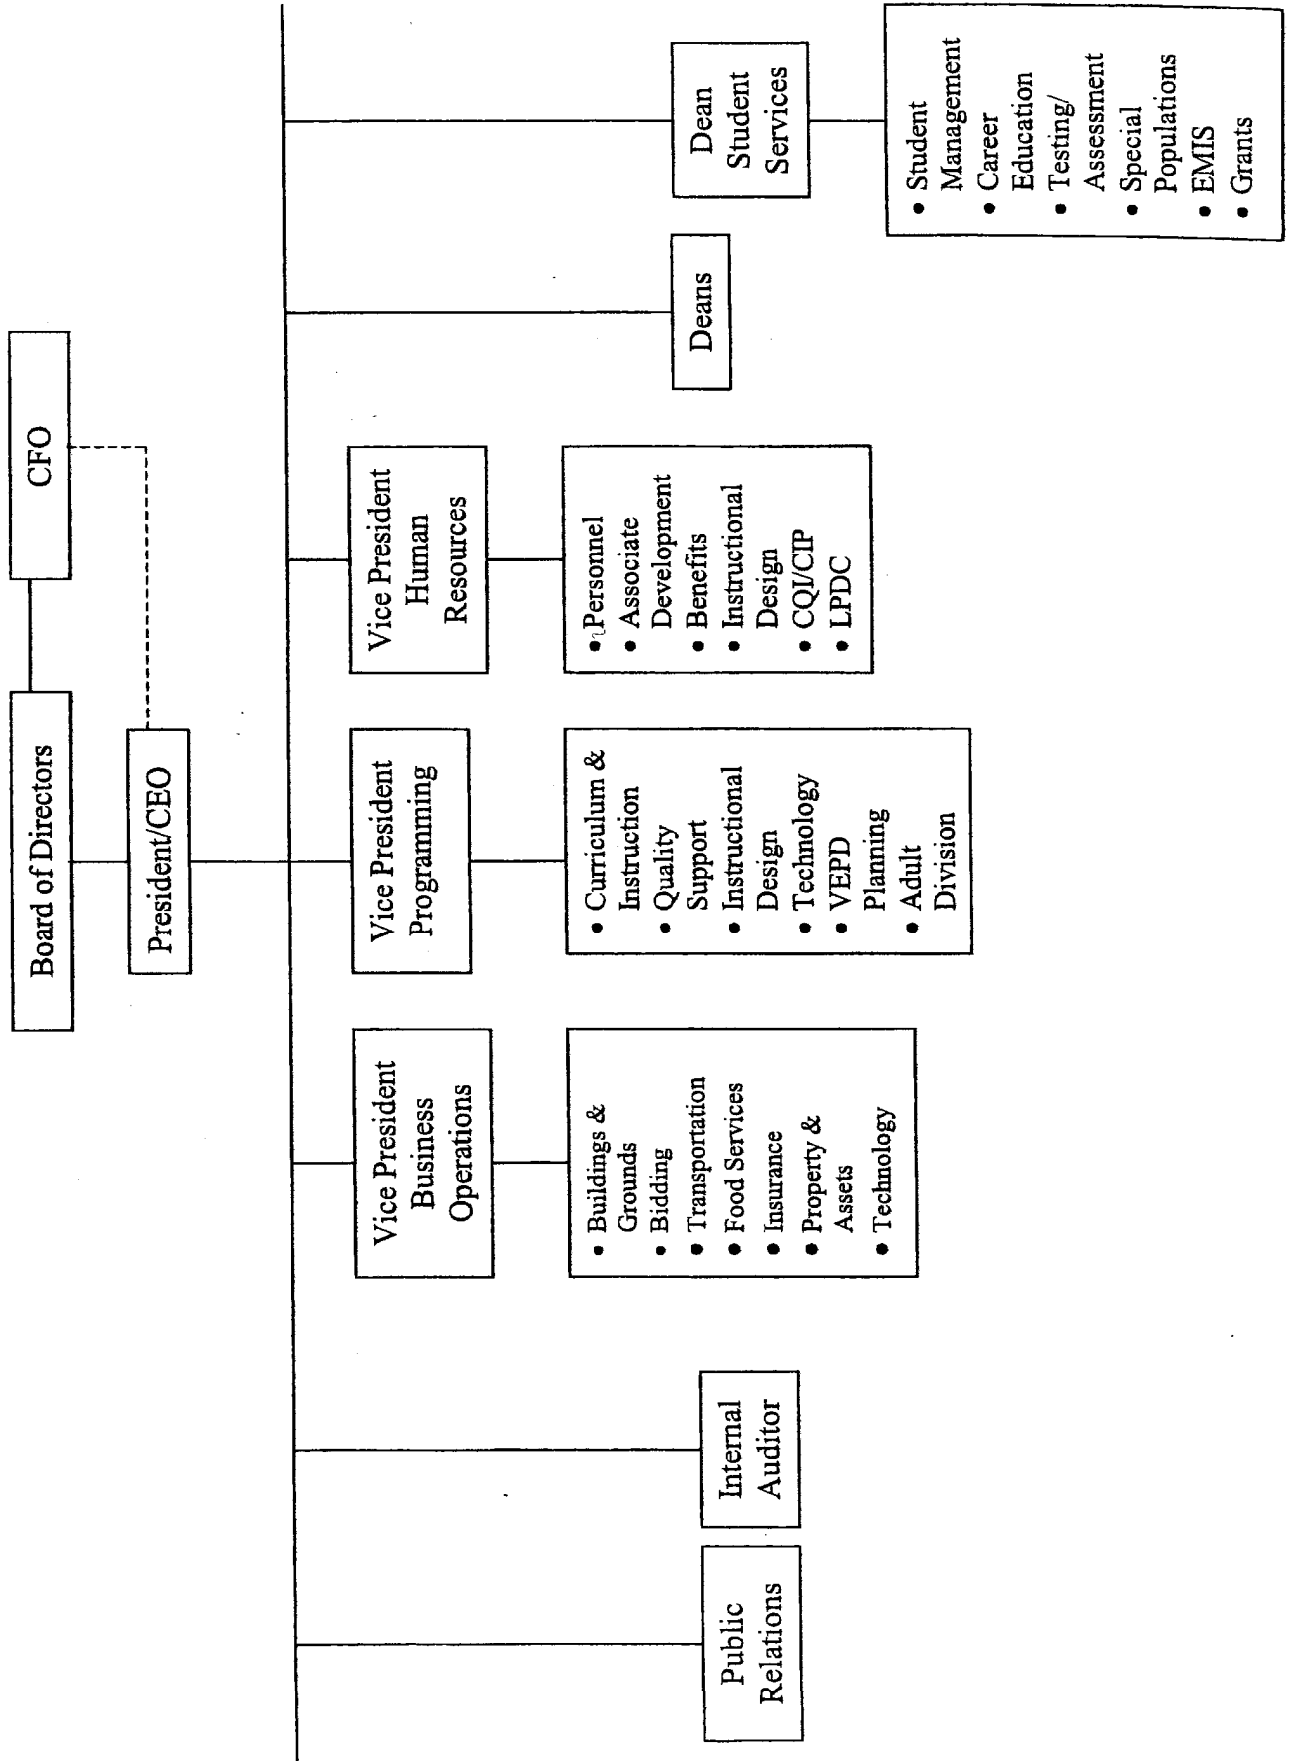 Board of Directors
CFO
President/CEO
Public
Relations
Internal
Auditor
Vice President
Business
Operations
• Buildings &
Grounds
• Bidding
• Transportation
• Food Services
• Insurance
• Property &
Assets
• Technology
Vice President
Programming
• Curriculum &
Instruction
• Quality
Support
• Instructional
Design
• Technology
• VEPD
Planning
• Adult
Division
Vice President
Human
Resources
• Personnel
• Associate
Development
• Benefits
• Instructional
Design
• CQI/CIP
• LPDC
Deans
Dean
Student
Services
• Student
Management
• Career
Education
• Testing/
Assessment
• Special
Populations
• EMIS
• Grants